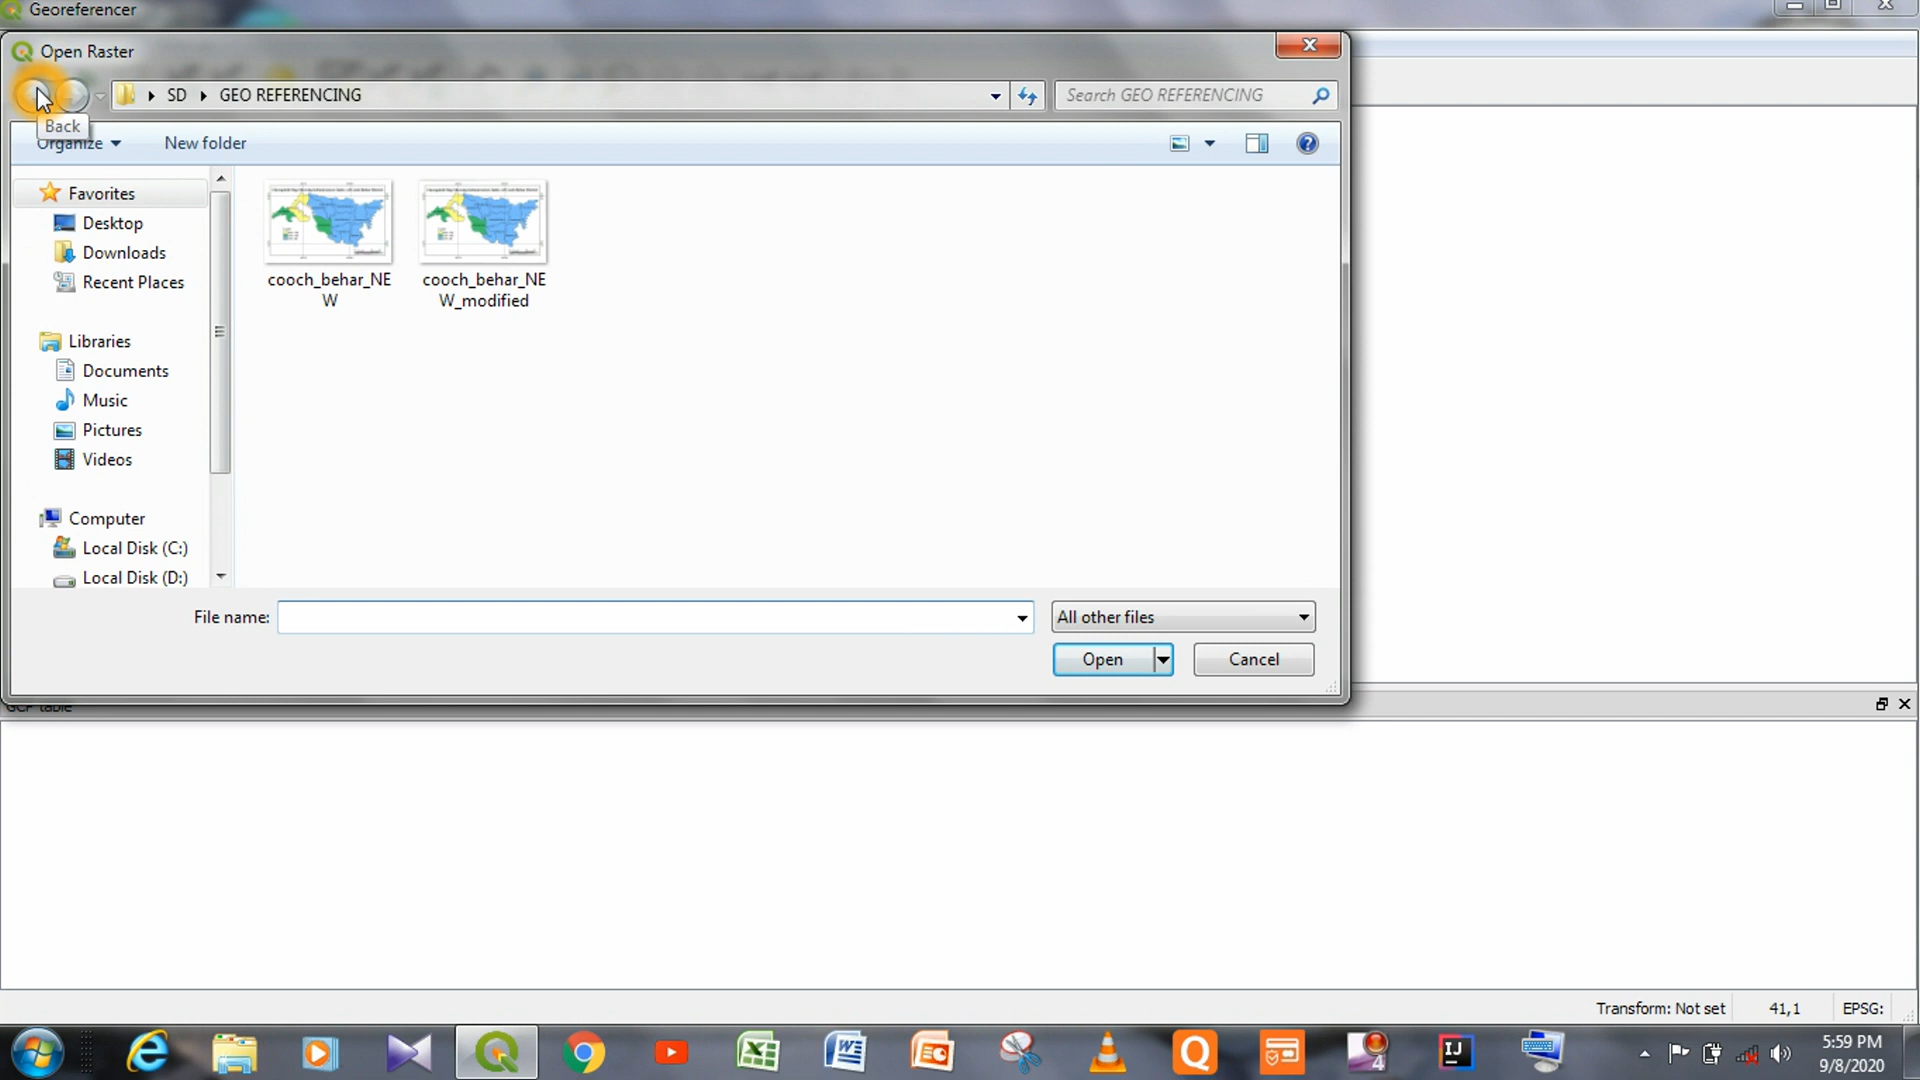 Georeferencer
Open Raster
SD GEO REFERENCING
Search GEO REFERENCING
Back
Organize
New folder
Favorites
Desktop
Downloads
Recent Places
Libraries
Documents
Music
Pictures
Videos
Computer
Local Disk (C:)
Local Disk (D:)
cooch_behar_NE
W
cooch_behar_NE
W_modified
File name:
All other files
Open
Cancel
GCP table
Transform: Not set
41,1
EPSG:
5:59 PM
9/8/2020